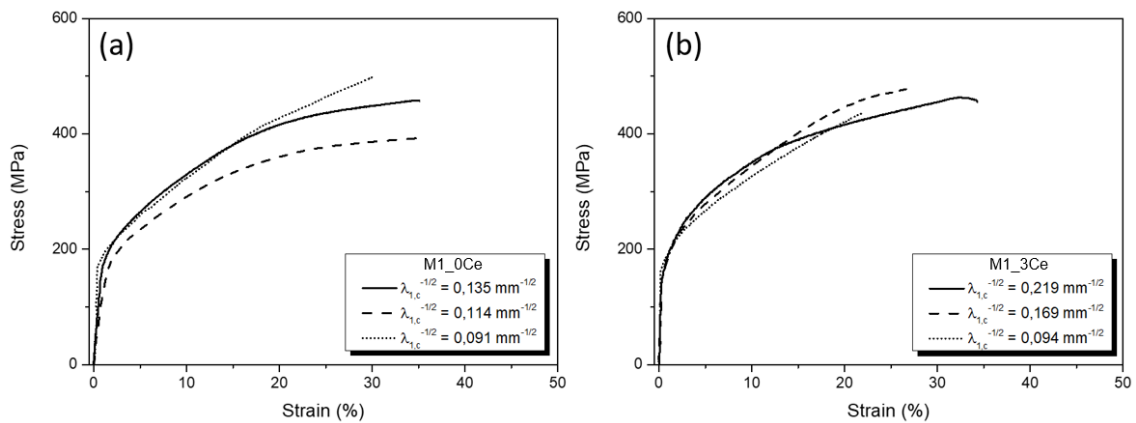 (a)
600
400
200
0
Stress (MPa)
M1_0Ce
λ₁,c⁻¹/² = 0,135 mm⁻¹/²
λ₁,c⁻¹/² = 0,114 mm⁻¹/²
λ₁,c⁻¹/² = 0,091 mm⁻¹/²
0 10 20 30 40 50
Strain (%)
(b)
600
400
200
0
Stress (MPa)
M1_3Ce
λ₁,c⁻¹/² = 0,219 mm⁻¹/²
λ₁,c⁻¹/² = 0,169 mm⁻¹/²
λ₁,c⁻¹/² = 0,094 mm⁻¹/²
0 10 20 30 40 50
Strain (%)